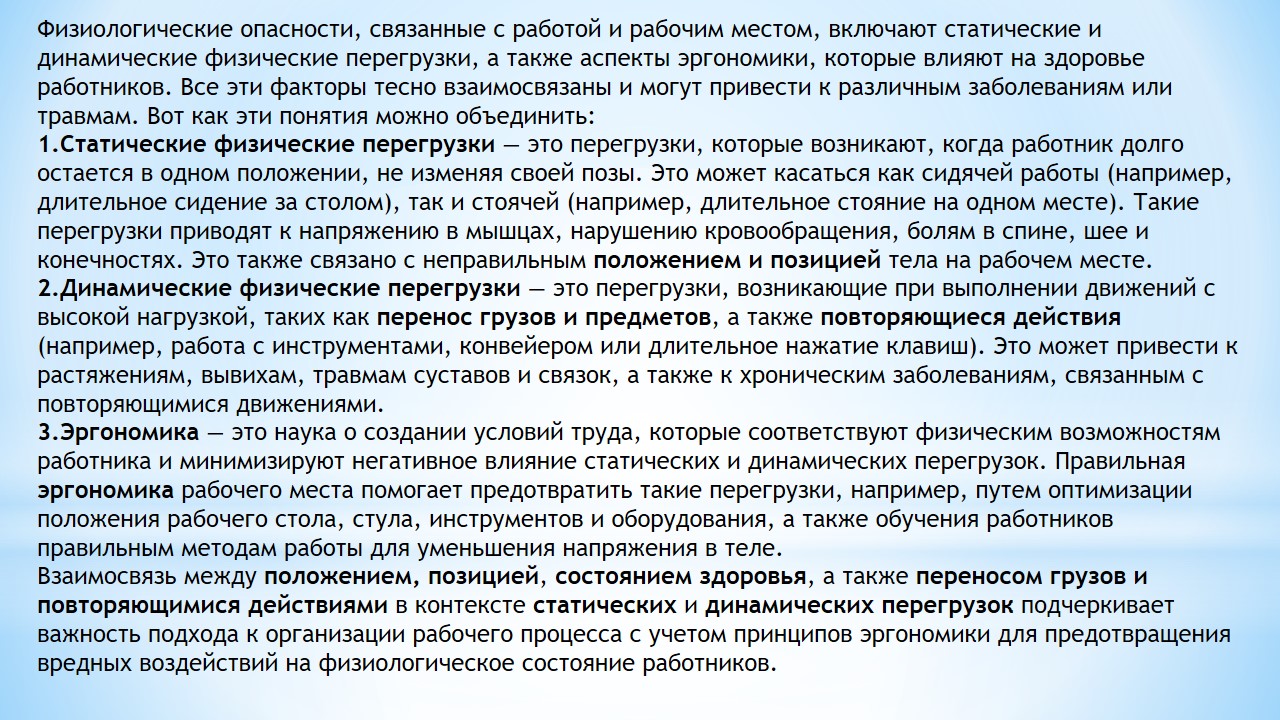 Физиологические опасности, связанные с работой и рабочим местом, включают статические и
динамические физические перегрузки, а также аспекты эргономики, которые влияют на здоровье
работников. Все эти факторы тесно взаимосвязаны и могут привести к различным заболеваниям или
травмам. Вот как эти понятия можно объединить:
1.Статические физические перегрузки — это перегрузки, которые возникают, когда работник долго
остается в одном положении, не изменяя своей позы. Это может касаться как сидячей работы (например,
длительное сидение за столом), так и стоячей (например, длительное стояние на одном месте). Такие
перегрузки приводят к напряжению в мышцах, нарушению кровообращения, болям в спине, шее и
конечностях. Это также связано с неправильным положением и позицией тела на рабочем месте.
2.Динамические физические перегрузки — это перегрузки, возникающие при выполнении движений с
высокой нагрузкой, таких как перенос грузов и предметов, а также повторяющиеся действия
(например, работа с инструментами, конвейером или длительное нажатие клавиш). Это может привести к
растяжениям, вывихам, травмам суставов и связок, а также к хроническим заболеваниям, связанным с
повторяющимися движениями.
3.Эргономика — это наука о создании условий труда, которые соответствуют физическим возможностям
работника и минимизируют негативное влияние статических и динамических перегрузок. Правильная
эргономика рабочего места помогает предотвратить такие перегрузки, например, путем оптимизации
положения рабочего стола, стула, инструментов и оборудования, а также обучения работников
правильным методам работы для уменьшения напряжения в теле.
Взаимосвязь между положением, позицией, состоянием здоровья, а также переносом грузов и
повторяющимися действиями в контексте статических и динамических перегрузок подчеркивает
важность подхода к организации рабочего процесса с учетом принципов эргономики для предотвращения
вредных воздействий на физиологическое состояние работников.